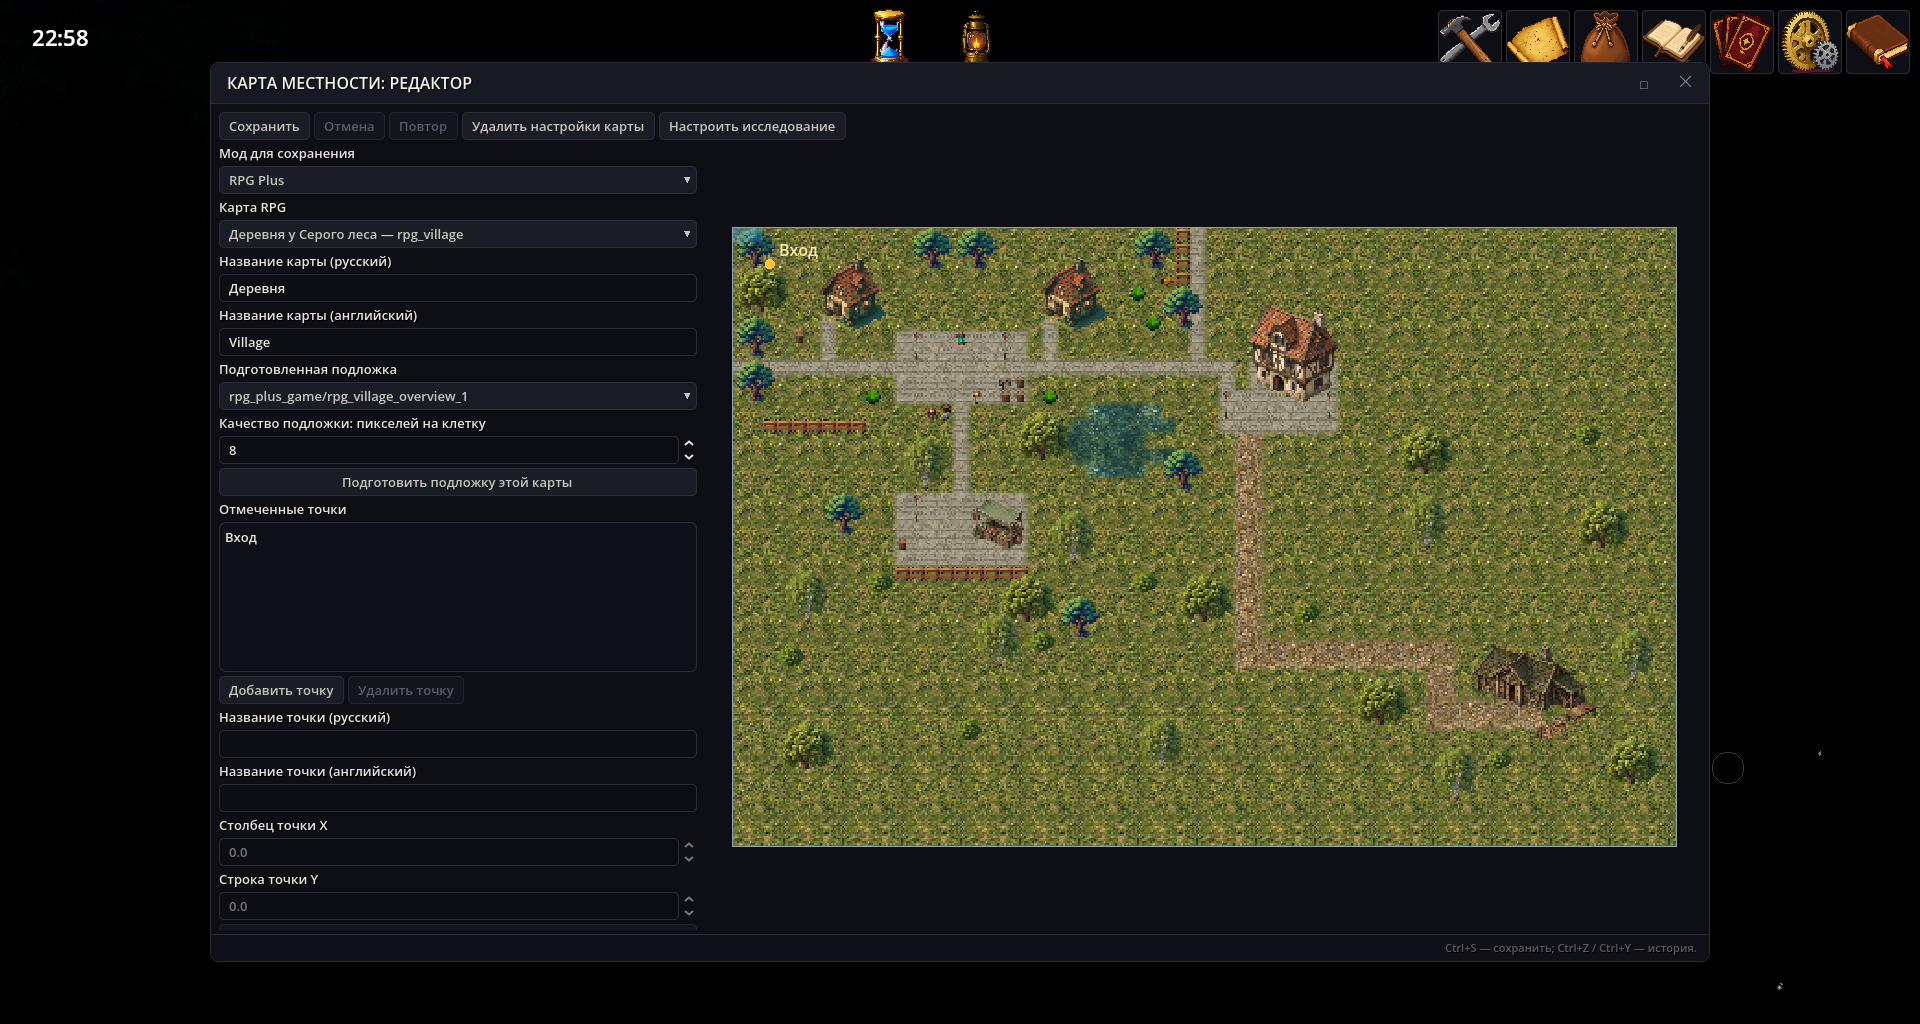 22:58
КАРТА МЕСТНОСТИ: РЕДАКТОР
Сохранить Отмена Повтор Удалить настройки карты Настроить исследование
Мод для сохранения
RPG Plus
Карта RPG
Деревня у Серого леса — rpg_village
Название карты (русский)
Деревня
Название карты (английский)
Village
Подготовленная подложка
rpg_plus_game/rpg_village_overview_1
Качество подложки: пикселей на клетку
8
Подготовить подложку этой карты
Отмеченные точки
Вход
Добавить точку Удалить точку
Название точки (русский)
Название точки (английский)
Столбец точки X
0.0
Строка точки Y
0.0
Вход
Ctrl+S — сохранить; Ctrl+Z / Ctrl+Y — история.